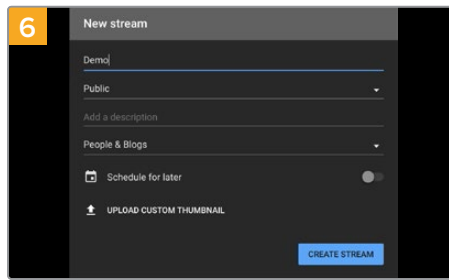 6
New stream
Demo
Public
Add a description
People & Blogs
Schedule for later
UPLOAD CUSTOM THUMBNAIL
CREATE STREAM